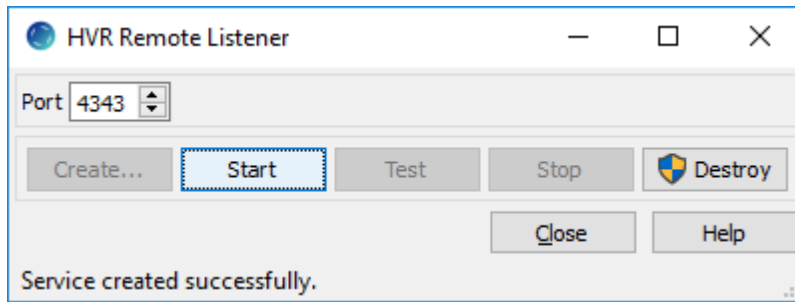 HVR Remote Listener
Port 4343
Create... Start Test Stop Destroy
Close Help
Service created successfully.